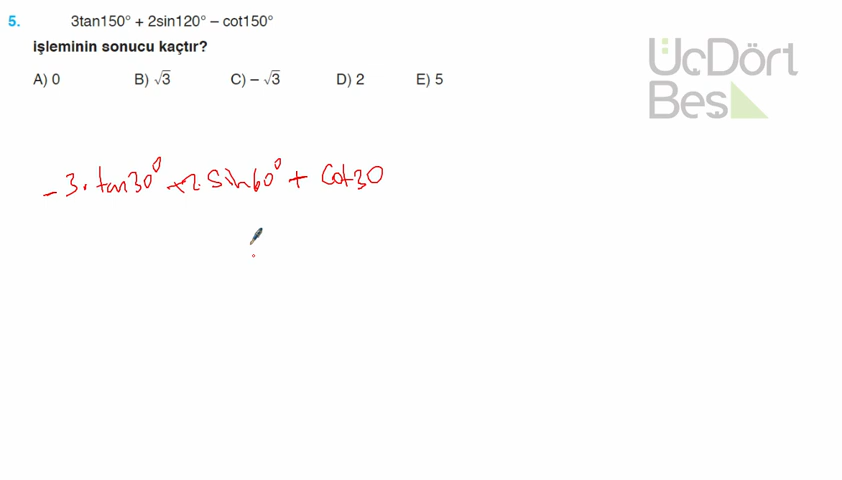 5. 3tan150° + 2sin120° – cot150°
işleminin sonucu kaçtır?
A) 0 B) √3 C) – √3 D) 2 E) 5
ÜçDört
Beş
-3. tan30° +2. Sin60° + Cot30